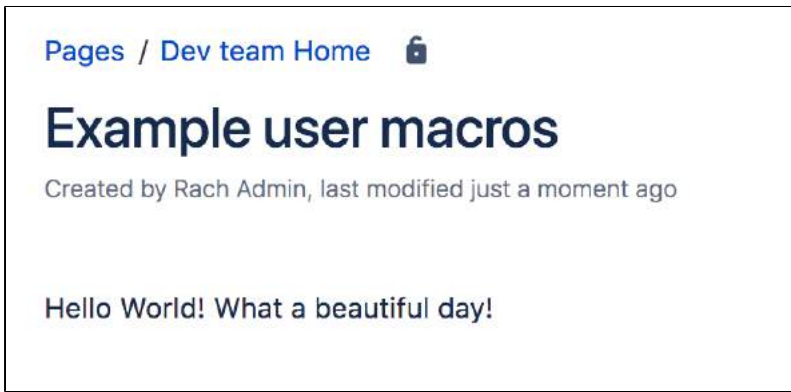 Pages / Dev team Home
Example user macros
Created by Rach Admin, last modified just a moment ago
Hello World! What a beautiful day!